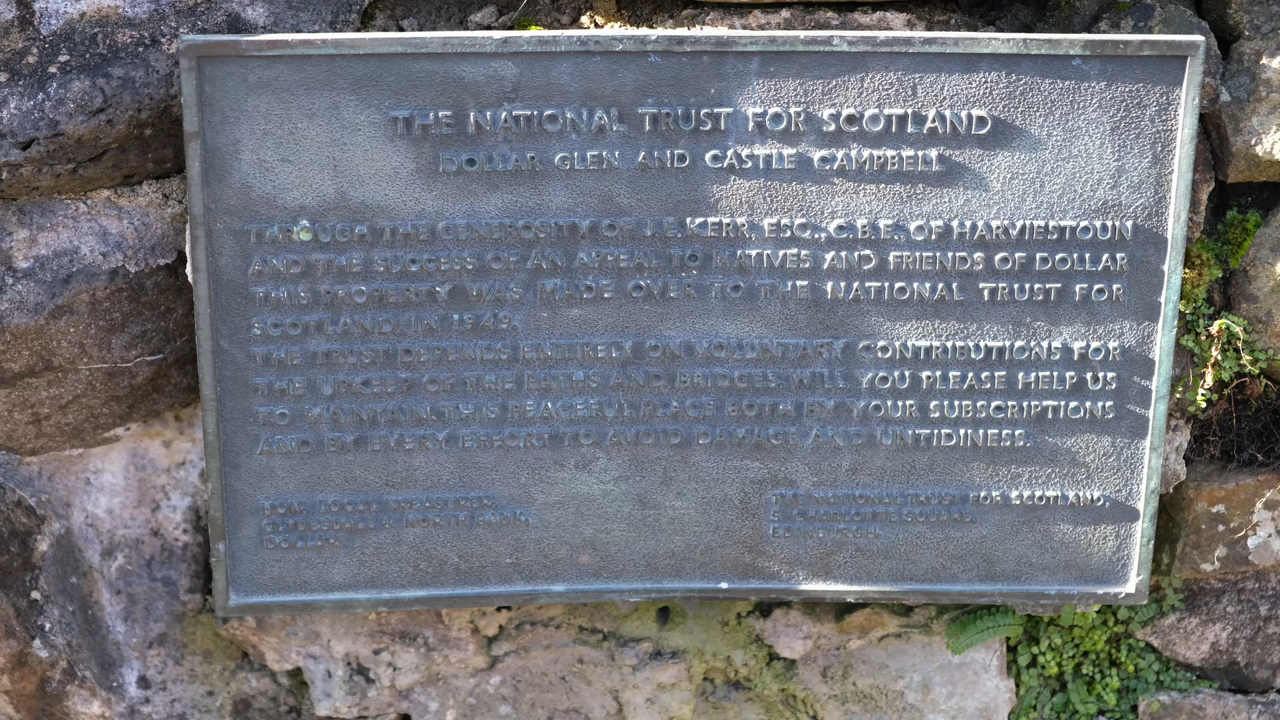 THE NATIONAL TRUST FOR SCOTLAND
DOLLAR GLEN AND CASTLE CAMPBELL
THROUGH THE GENEROSITY OF J.E. KERR, ESQ., C.B.E., OF HARVIESTOUN
AND THE SUCCESS OF AN APPEAL TO NATIVES AND FRIENDS OF DOLLAR
THIS PROPERTY WAS MADE OVER TO THE NATIONAL TRUST FOR
SCOTLAND, IN 1949.
THE TRUST DEPENDS ENTIRELY ON VOLUNTARY CONTRIBUTIONS FOR
THE UPKEEP OF THE PATHS AND BRIDGES. WILL YOU PLEASE HELP US
TO MAINTAIN THIS PEACEFUL PLACE BOTH BY YOUR SUBSCRIPTIONS
AND BY EVERY EFFORT TO AVOID DAMAGE AND UNTIDINESS.
HON. LOCAL TREASURER,
CLYDESDALE & NORTH BANK,
DOLLAR.
THE NATIONAL TRUST FOR SCOTLAND,
5, CHARLOTTE SQUARE,
EDINBURGH.